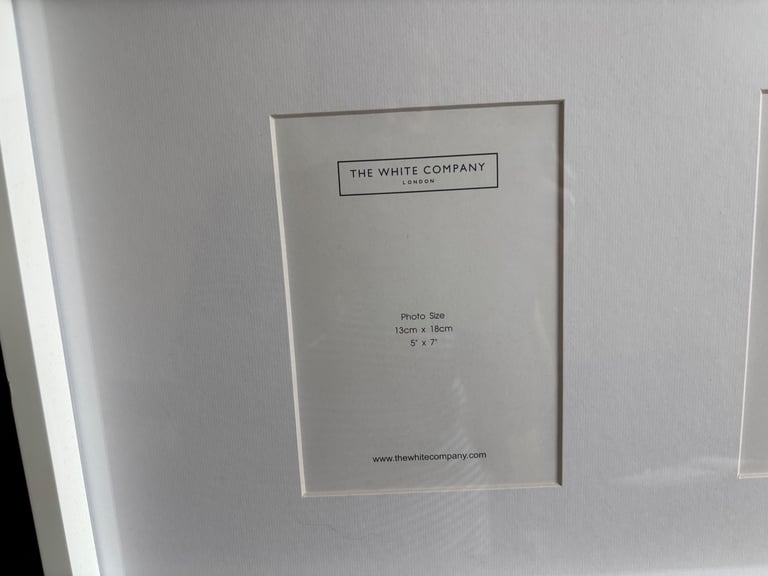 THE WHITE COMPANY
LONDON
Photo Size
13cm x 18cm
5" x 7"
www.thewhitecompany.com